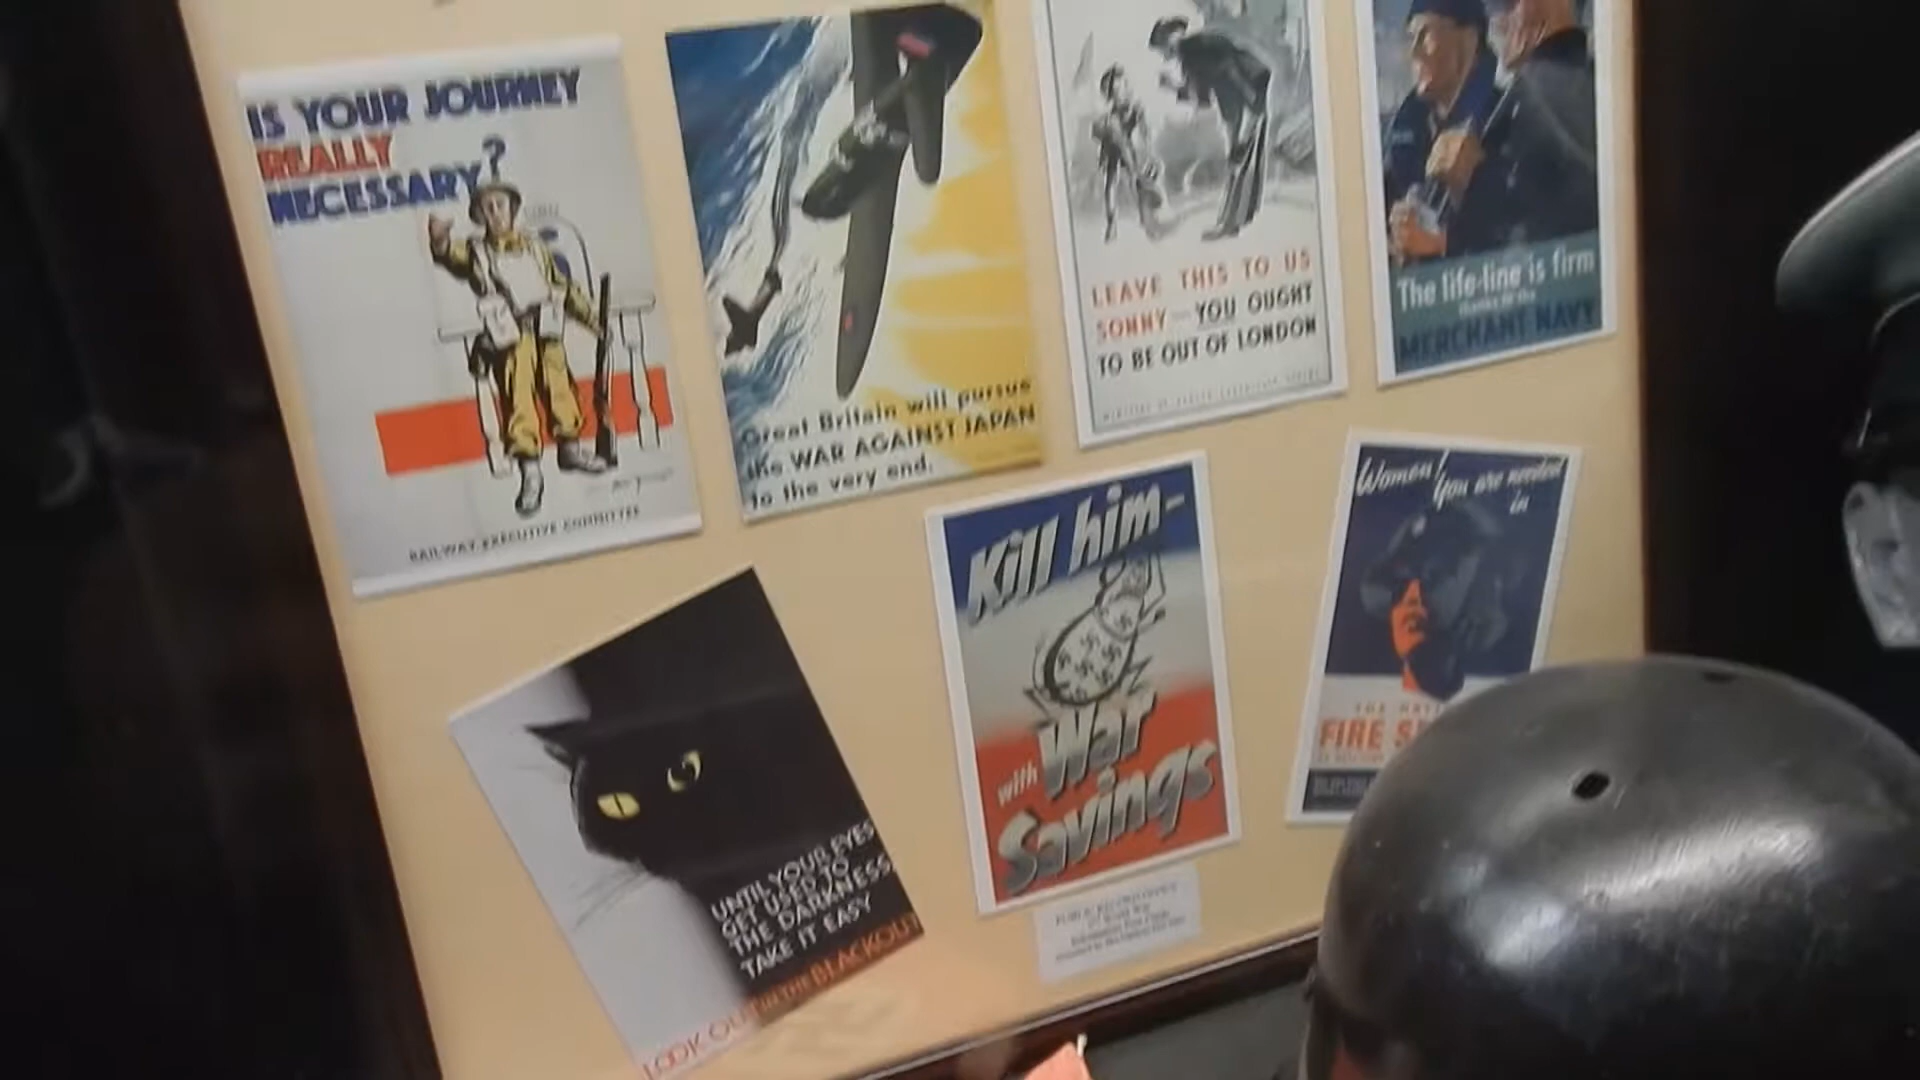 IS YOUR JOURNEY
REALLY
NECESSARY?
RAILWAY EXECUTIVE COMMITTEE
Great Britain will pursue
the WAR AGAINST JAPAN
to the very end.
LEAVE THIS TO US
SONNY — YOU OUGHT
TO BE OUT OF LONDON
The life-line is firm
MERCHANT NAVY
UNTIL YOUR EYES
GET USED TO
THE DARKNESS,
TAKE IT EASY
LOOK OUT IN THE BLACKOUT
Kill him-
with War
Savings
Women! You are needed
in
FIRE